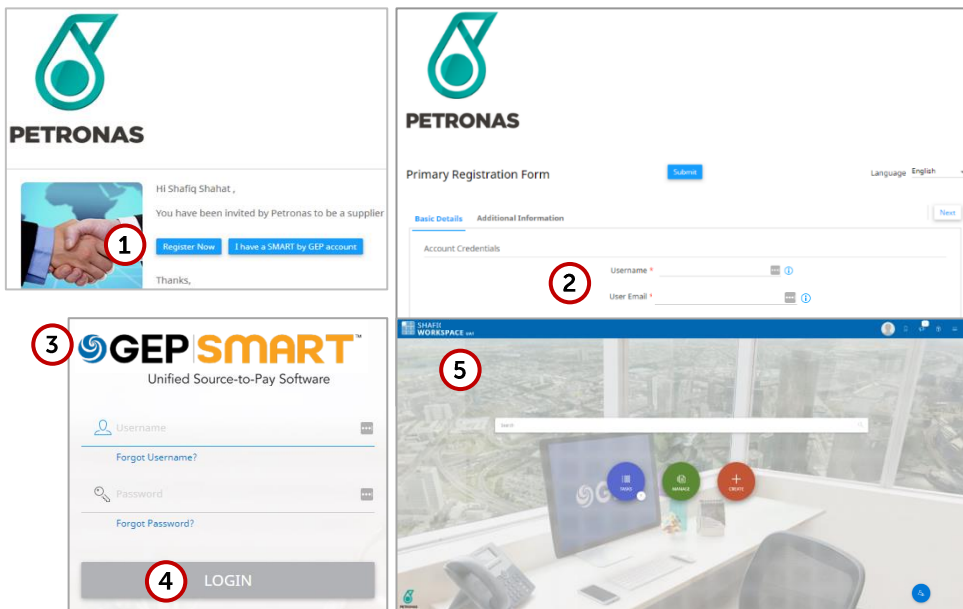 PETRONAS
Hi Shafiq Shahat ,
You have been invited by Petronas to be a supplier
1
Register Now
I have a SMART by GEP account
Thanks,
PETRONAS
Primary Registration Form
Submit
Language English
Basic Details
Additional Information
Next
Account Credentials
2
Username *
User Email *
3
GEP SMART™
Unified Source-to-Pay Software
Username
Forgot Username?
Password
Forgot Password?
4
LOGIN
WORKSPACE
5
Search
TASKS
MANAGE
CREATE